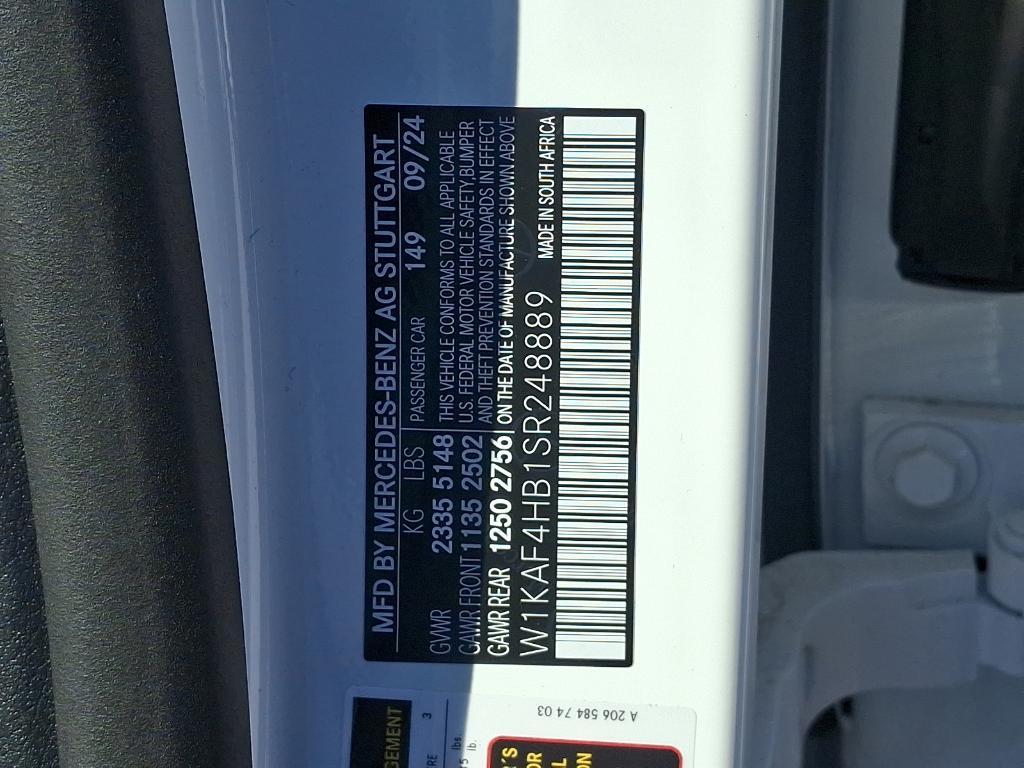 MFD BY MERCEDES-BENZ AG STUTTGART
KG LBS PASSENGER CAR 149 09/24
GVWR 2335 5148 THIS VEHICLE CONFORMS TO ALL APPLICABLE
GAWR FRONT 1135 2502 U.S. FEDERAL MOTOR VEHICLE SAFETY,BUMPER
AND THEFT PREVENTION STANDARDS IN EFFECT
GAWR REAR 1250 2756 ON THE DATE OF MANUFACTURE SHOWN ABOVE
W1KAF4HB1SR248889 MADE IN SOUTH AFRICA
A 206 584 74 03
3
lbs.
lb.